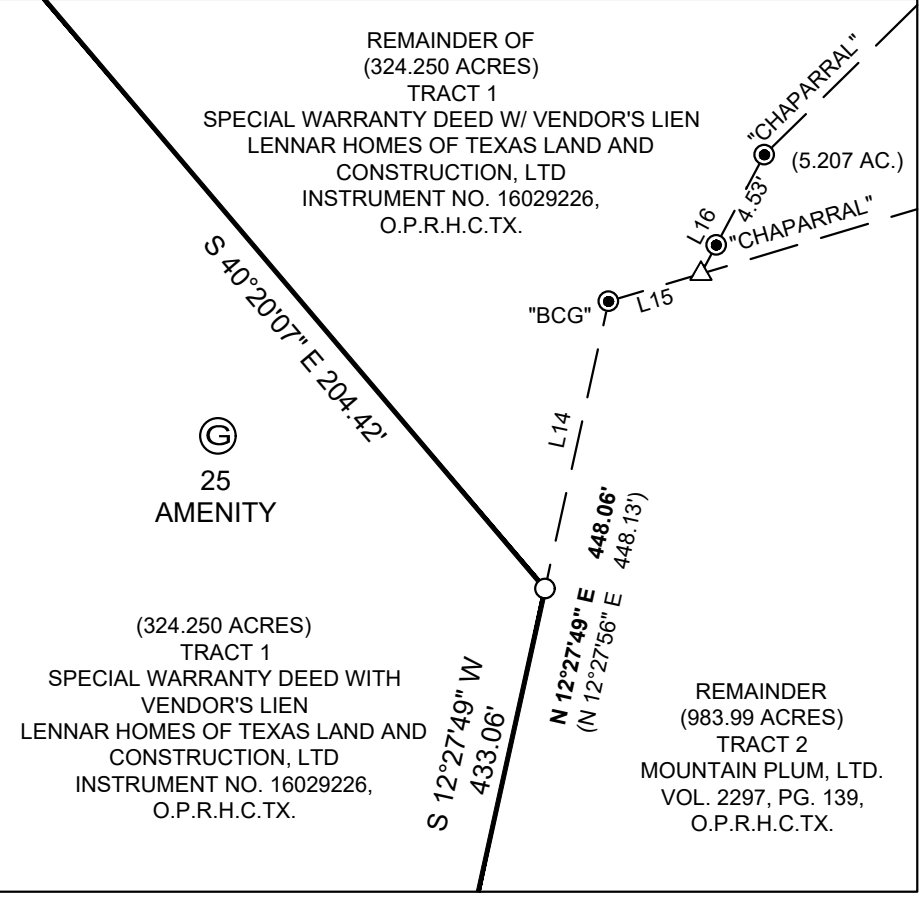 REMAINDER OF
(324.250 ACRES)
TRACT 1
SPECIAL WARRANTY DEED W/ VENDOR'S LIEN
LENNAR HOMES OF TEXAS LAND AND
CONSTRUCTION, LTD
INSTRUMENT NO. 16029226,
O.P.R.H.C.TX.
"CHAPARRAL"
(5.207 AC.)
4.53'
L16
"CHAPARRAL"
L15
"BCG"
L14
S 40°20'07" E 204.42'
G
25
AMENITY
N 12°27'49" E 448.06'
(N 12°27'56" E 448.13')
S 12°27'49" W
433.06'
(324.250 ACRES)
TRACT 1
SPECIAL WARRANTY DEED WITH
VENDOR'S LIEN
LENNAR HOMES OF TEXAS LAND AND
CONSTRUCTION, LTD
INSTRUMENT NO. 16029226,
O.P.R.H.C.TX.
REMAINDER
(983.99 ACRES)
TRACT 2
MOUNTAIN PLUM, LTD.
VOL. 2297, PG. 139,
O.P.R.H.C.TX.